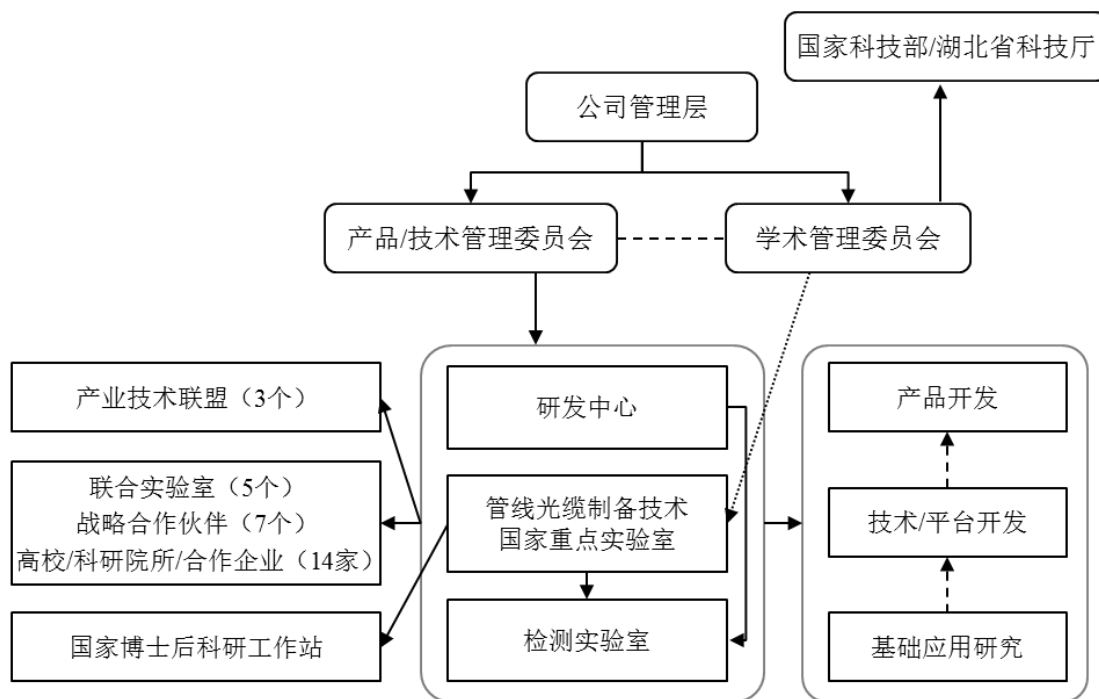 国家科技部/湖北省科技厅
公司管理层
产品/技术管理委员会
学术管理委员会
产业技术联盟（3个）
联合实验室（5个）
战略合作伙伴（7个）
高校/科研院所/合作企业（14家）
国家博士后科研工作站
研发中心
管线光缆制备技术
国家重点实验室
检测实验室
产品开发
技术/平台开发
基础应用研究